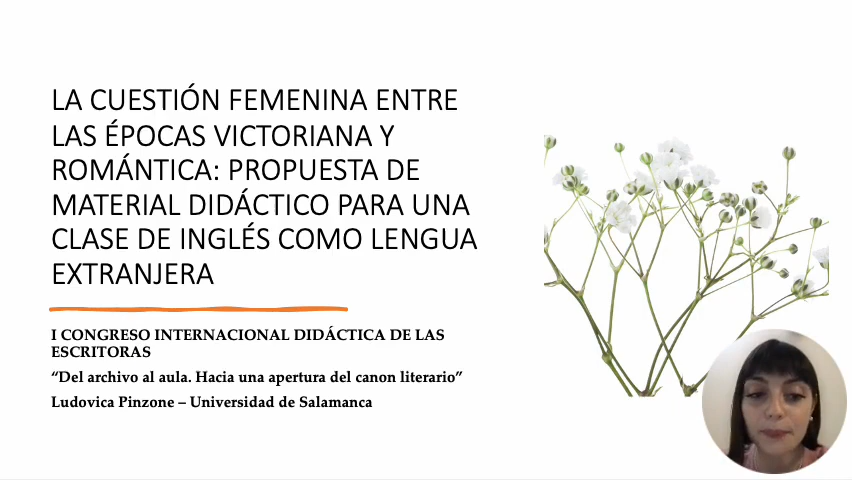 LA CUESTIÓN FEMENINA ENTRE
LAS ÉPOCAS VICTORIANA Y
ROMÁNTICA: PROPUESTA DE
MATERIAL DIDÁCTICO PARA UNA
CLASE DE INGLÉS COMO LENGUA
EXTRANJERA
I CONGRESO INTERNACIONAL DIDÁCTICA DE LAS
ESCRITORAS
“Del archivo al aula. Hacia una apertura del canon literario”
Ludovica Pinzone – Universidad de Salamanca